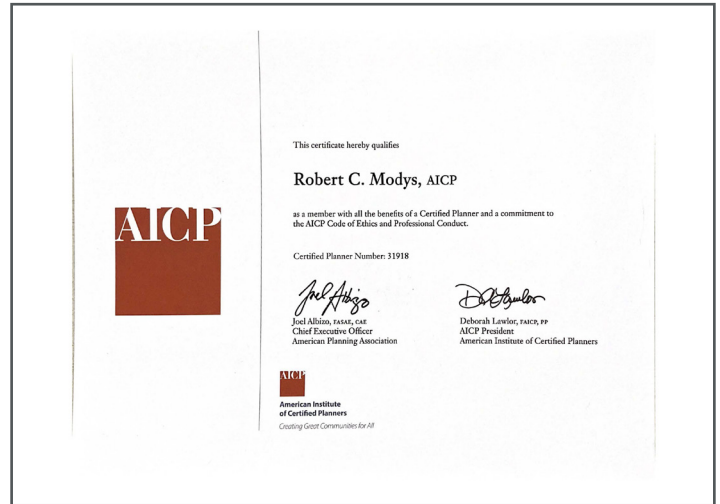 AICP
This certificate hereby qualifies
Robert C. Modys, AICP
as a member with all the benefits of a Certified Planner and a commitment to
the AICP Code of Ethics and Professional Conduct.
Certified Planner Number: 31918
Joel Albizo
Joel Albizo, FASAE, CAE
Chief Executive Officer
American Planning Association
Deborah Lawlor, FAICP, PP
AICP President
American Institute of Certified Planners
AICP
American Institute
of Certified Planners
Creating Great Communities for All